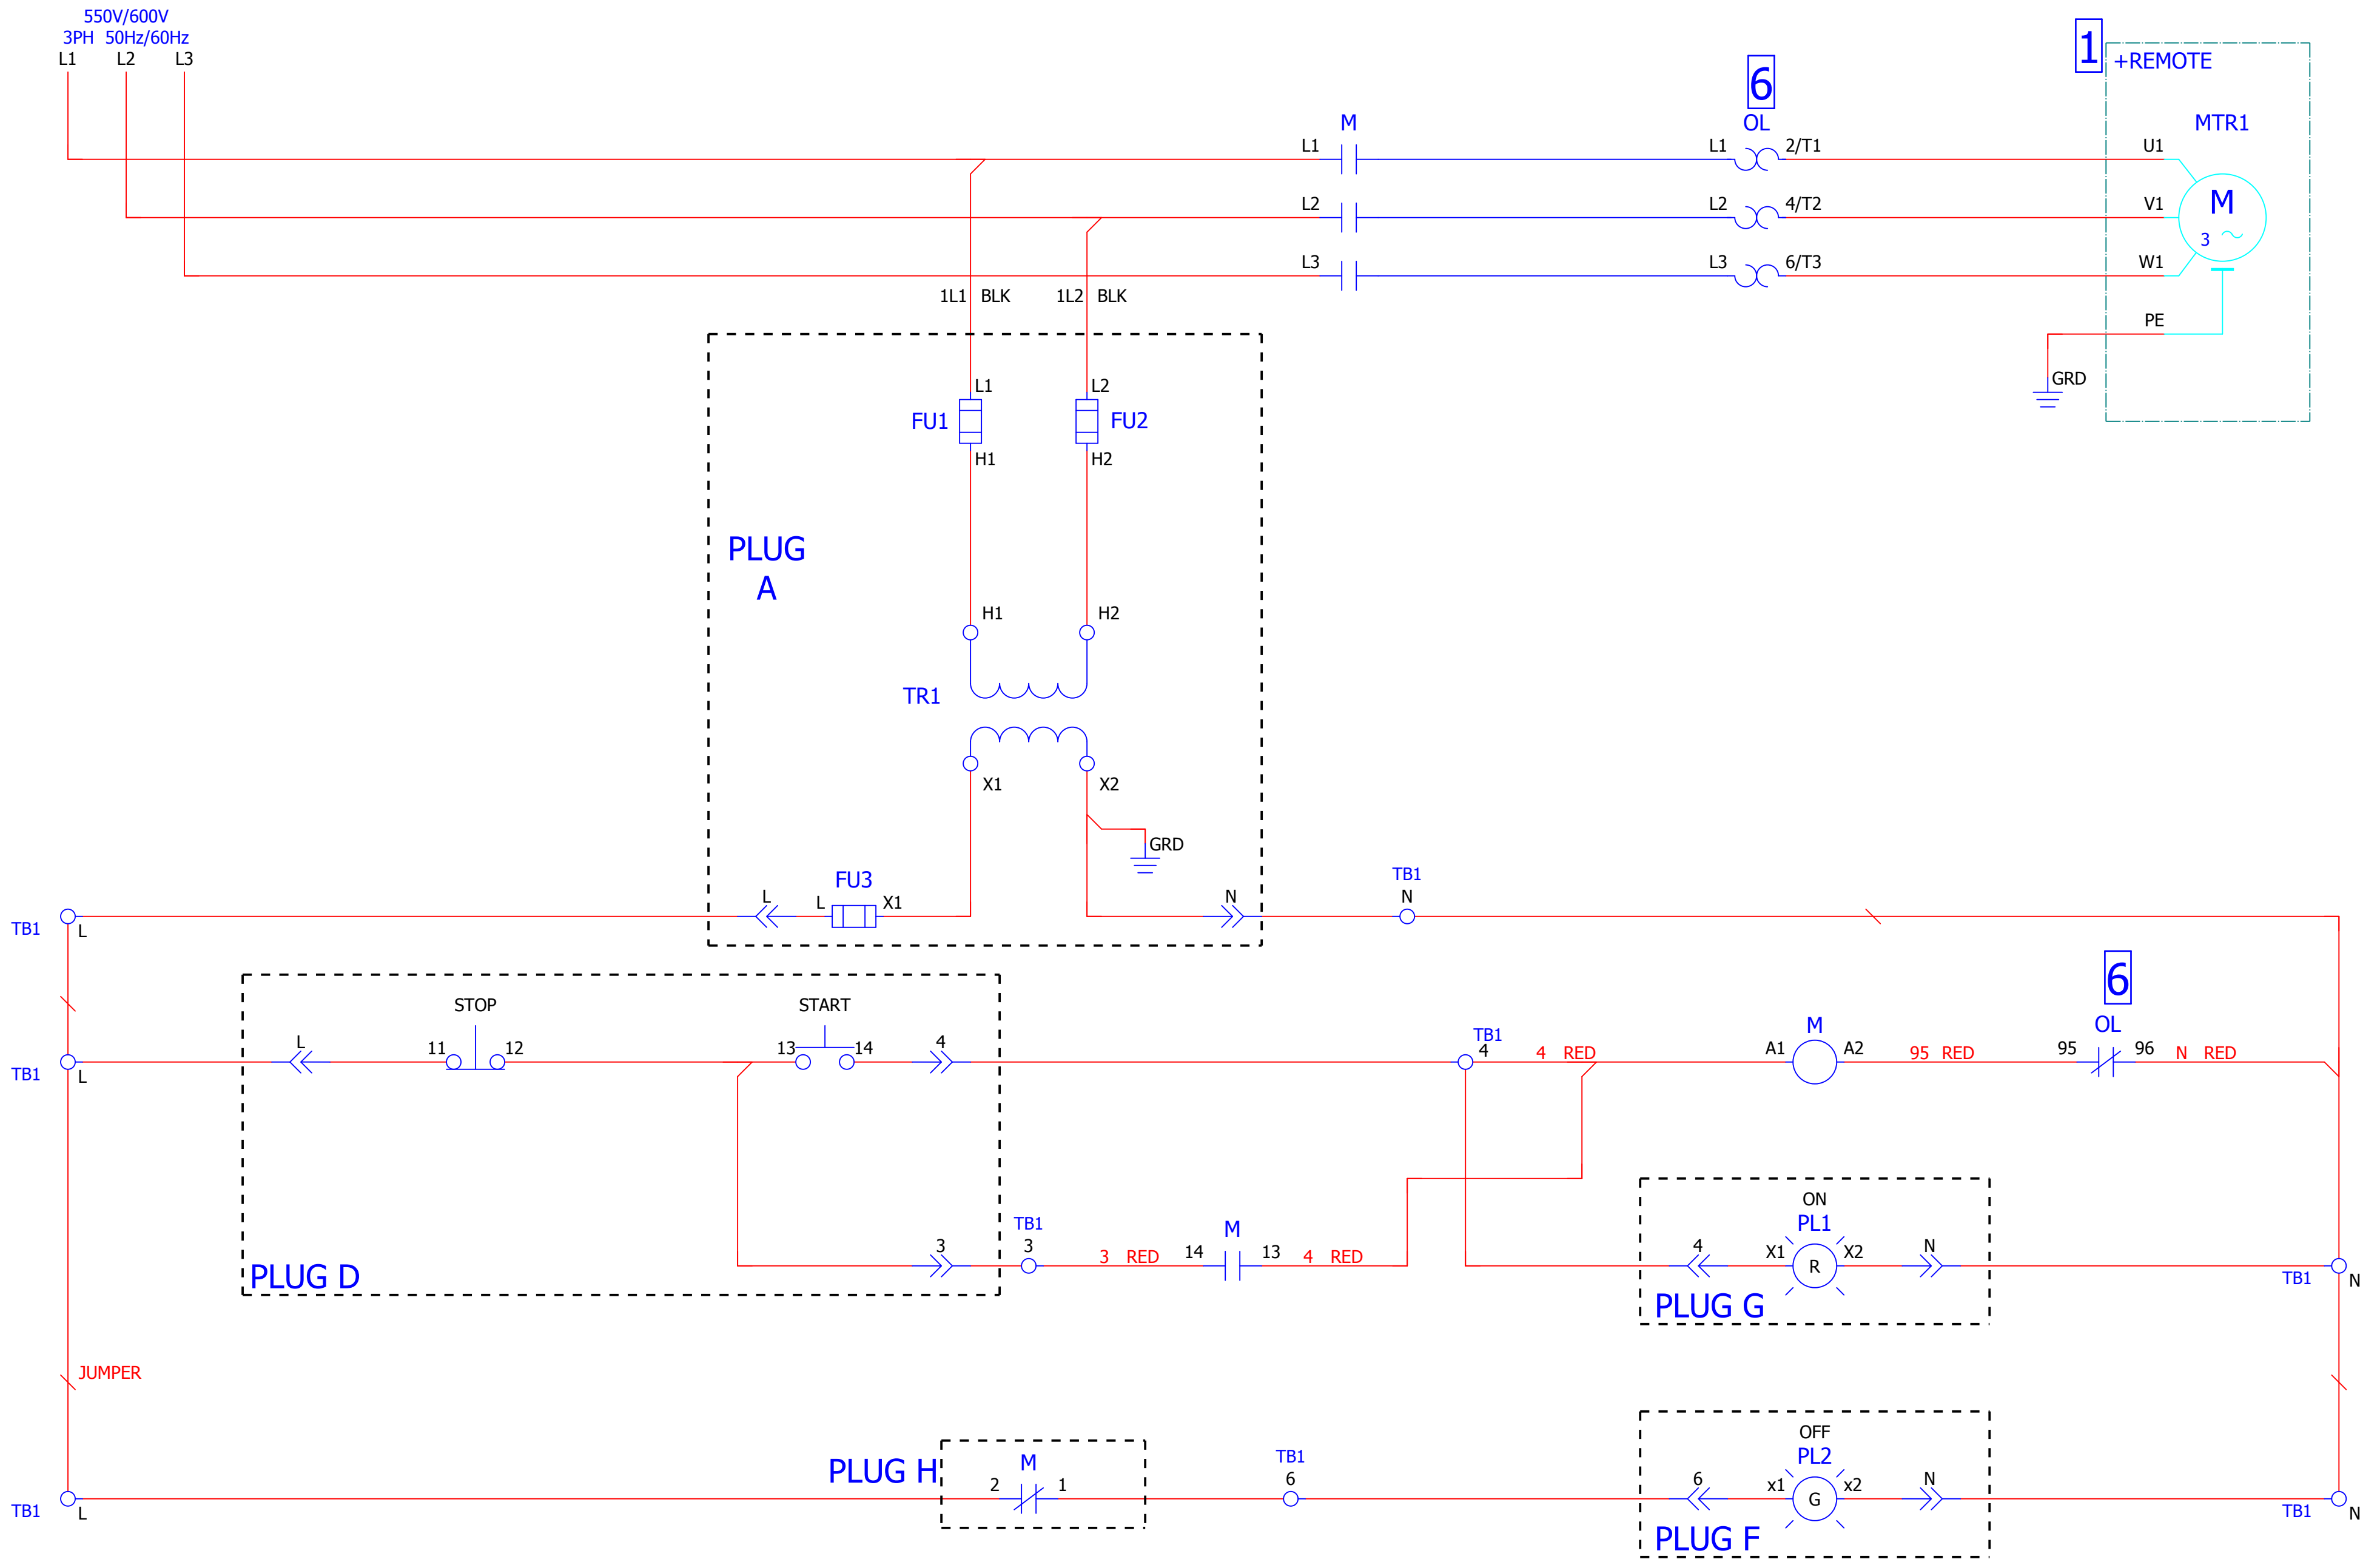 550V/600V
3PH 50Hz/60Hz
L1 L2 L3
1
+REMOTE
6
M
OL
MTR1
L1
L1
2/T1
U1
L2
L2
4/T2
V1
M
3
L3
L3
6/T3
W1
1L1 BLK
1L2 BLK
PE
GRD
L1
L2
FU1
FU2
H1
H2
PLUG
A
H1
H2
TR1
X1
X2
GRD
FU3
L
L
X1
N
TB1
N
TB1
L
6
STOP
START
M
OL
L
11
12
13
14
4
TB1
4
4 RED
A1
A2
95 RED
95
96
N RED
TB1
L
ON
PL1
TB1
3
3
M
3 RED
14
13
4 RED
4
X1
R
X2
N
TB1
N
PLUG D
PLUG G
JUMPER
OFF
PL2
PLUG H
M
2
1
TB1
6
6
x1
G
x2
N
TB1
L
TB1
N
PLUG F